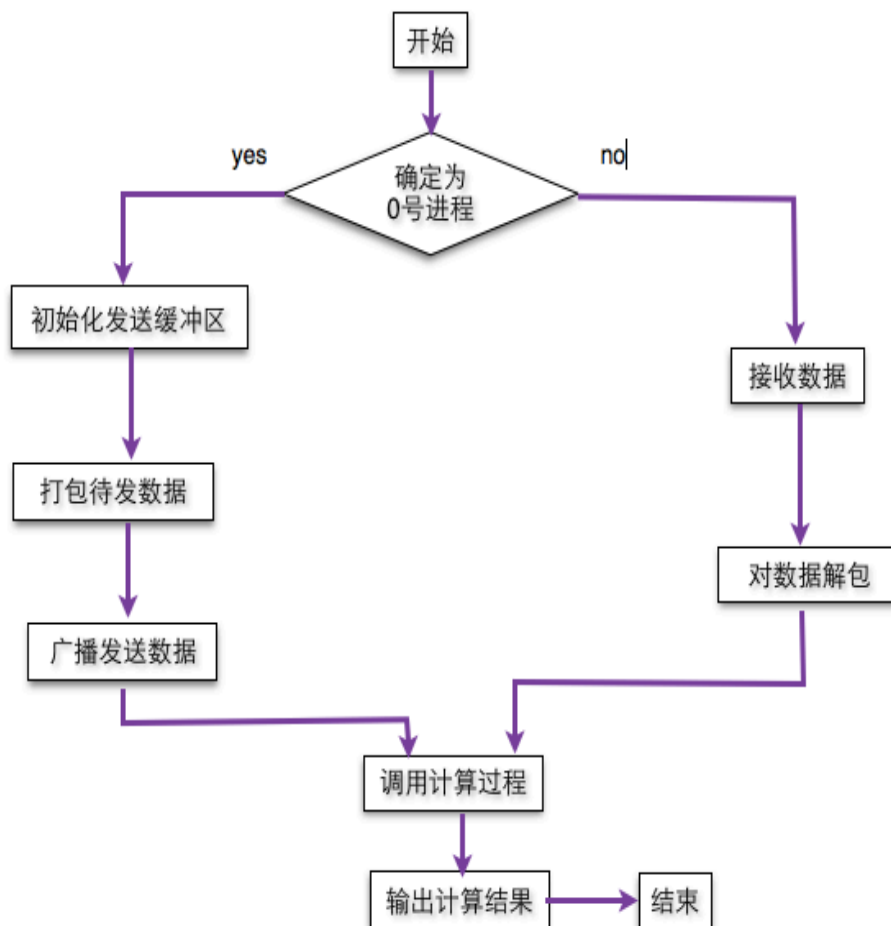 开始
yes
no
确定为
0号进程
初始化发送缓冲区
接收数据
打包待发数据
对数据解包
广播发送数据
调用计算过程
输出计算结果
结束